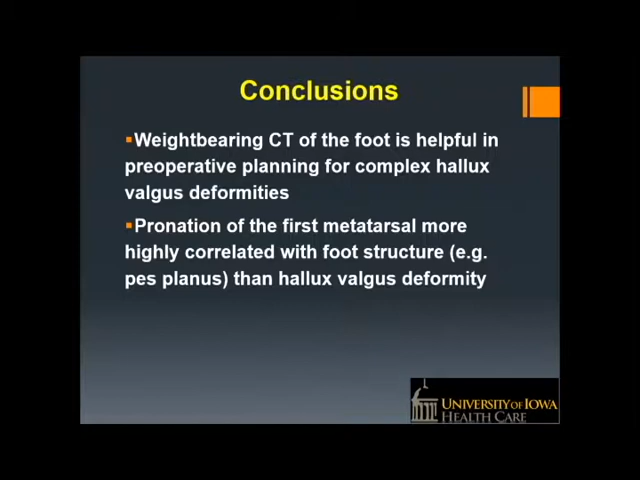 Conclusions
Weightbearing CT of the foot is helpful in
preoperative planning for complex hallux
valgus deformities
Pronation of the first metatarsal more
highly correlated with foot structure (e.g.
pes planus) than hallux valgus deformity
UNIVERSITY OF IOWA
HEALTH CARE